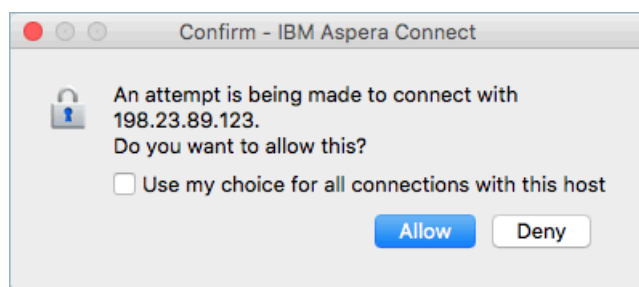 Confirm - IBM Aspera Connect
An attempt is being made to connect with
198.23.89.123.
Do you want to allow this?
Use my choice for all connections with this host
Allow Deny